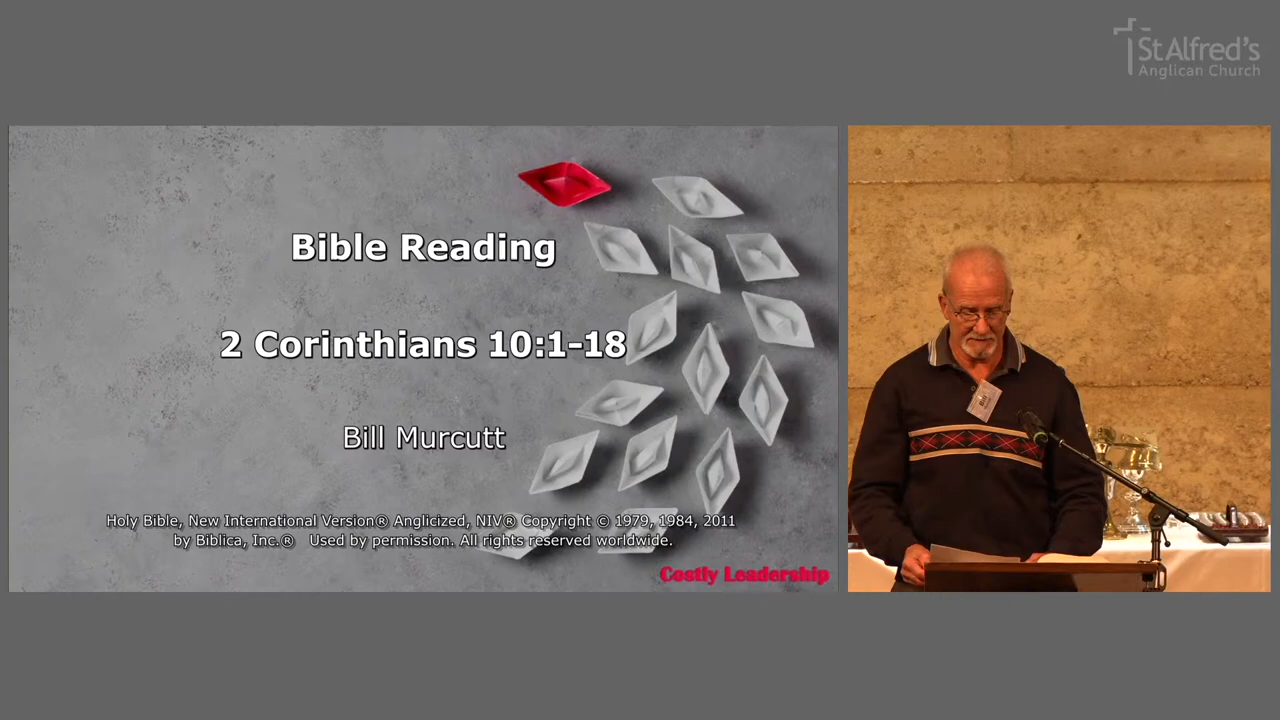 St Alfred's
Anglican Church
Bible Reading
2 Corinthians 10:1-18
Bill Murcutt
Holy Bible, New International Version® Anglicized, NIV® Copyright © 1979, 1984, 2011
by Biblica, Inc.® Used by permission. All rights reserved worldwide.
Costly Leadership
Bill